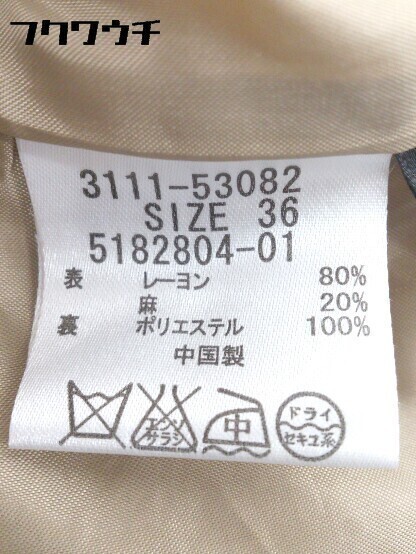 フクワウチ
3111-53082
SIZE 36
5182804-01
表 レーヨン 80%
麻 20%
裏 ポリエステル 100%
中国製
エンソ
サラシ
中
ドライ
セキユ系